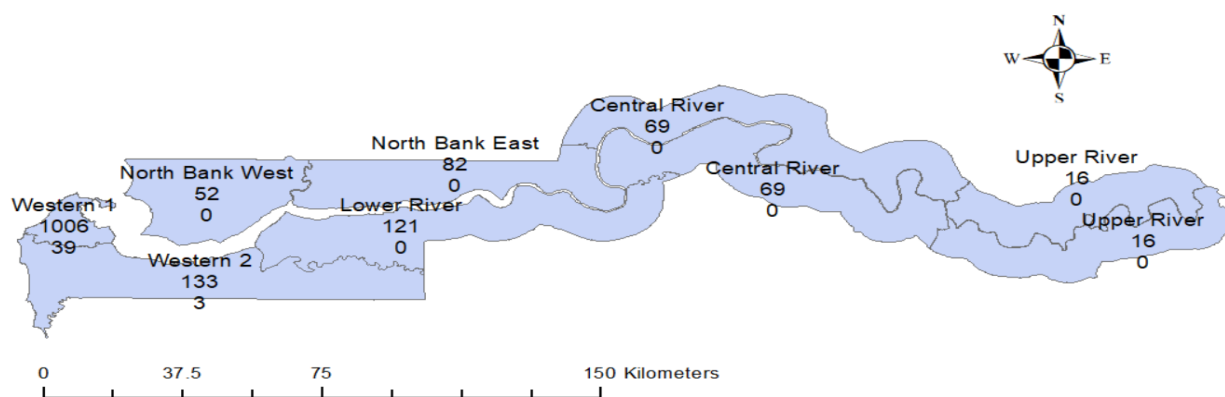 N
W E
S
Central River
69
0
North Bank East
82
0
Central River
69
0
Upper River
16
0
North Bank West
52
0
Western 1
1006
39
Lower River
121
0
Upper River
16
0
Western 2
133
3
0 37.5 75 150 Kilometers